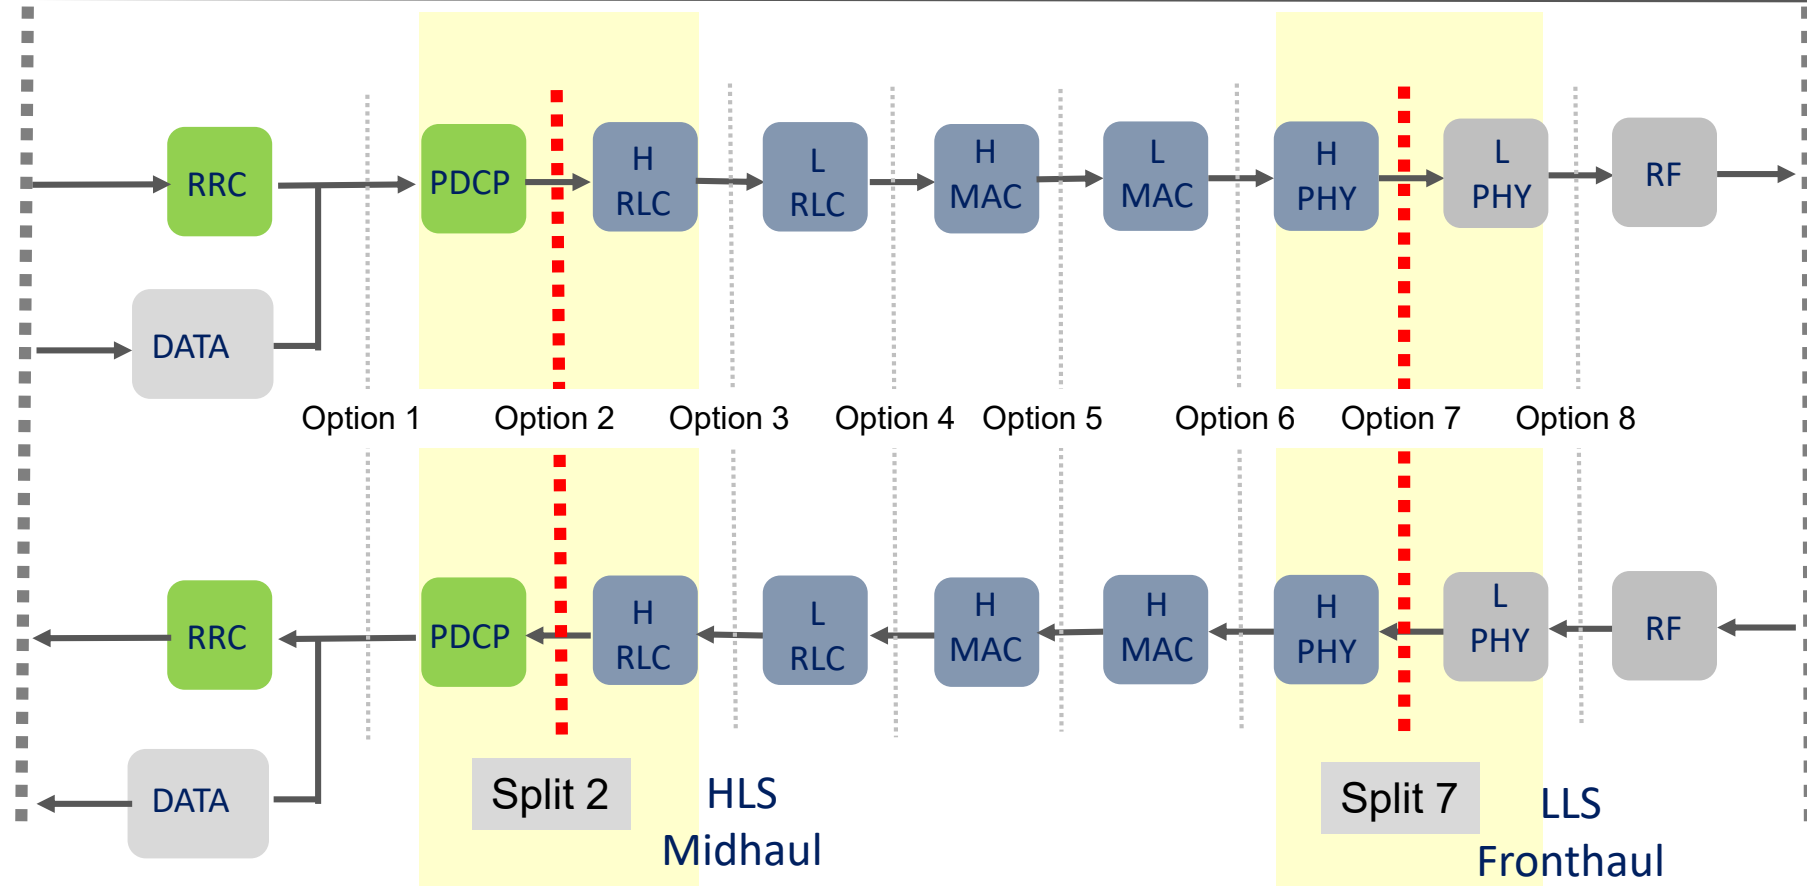 RRC
PDCP
H
RLC
L
RLC
H
MAC
L
MAC
H
PHY
L
PHY
RF
DATA
Option 1
Option 2
Option 3
Option 4
Option 5
Option 6
Option 7
Option 8
RRC
PDCP
H
RLC
L
RLC
H
MAC
H
MAC
H
PHY
L
PHY
RF
DATA
Split 2
HLS
Midhaul
Split 7
LLS
Fronthaul